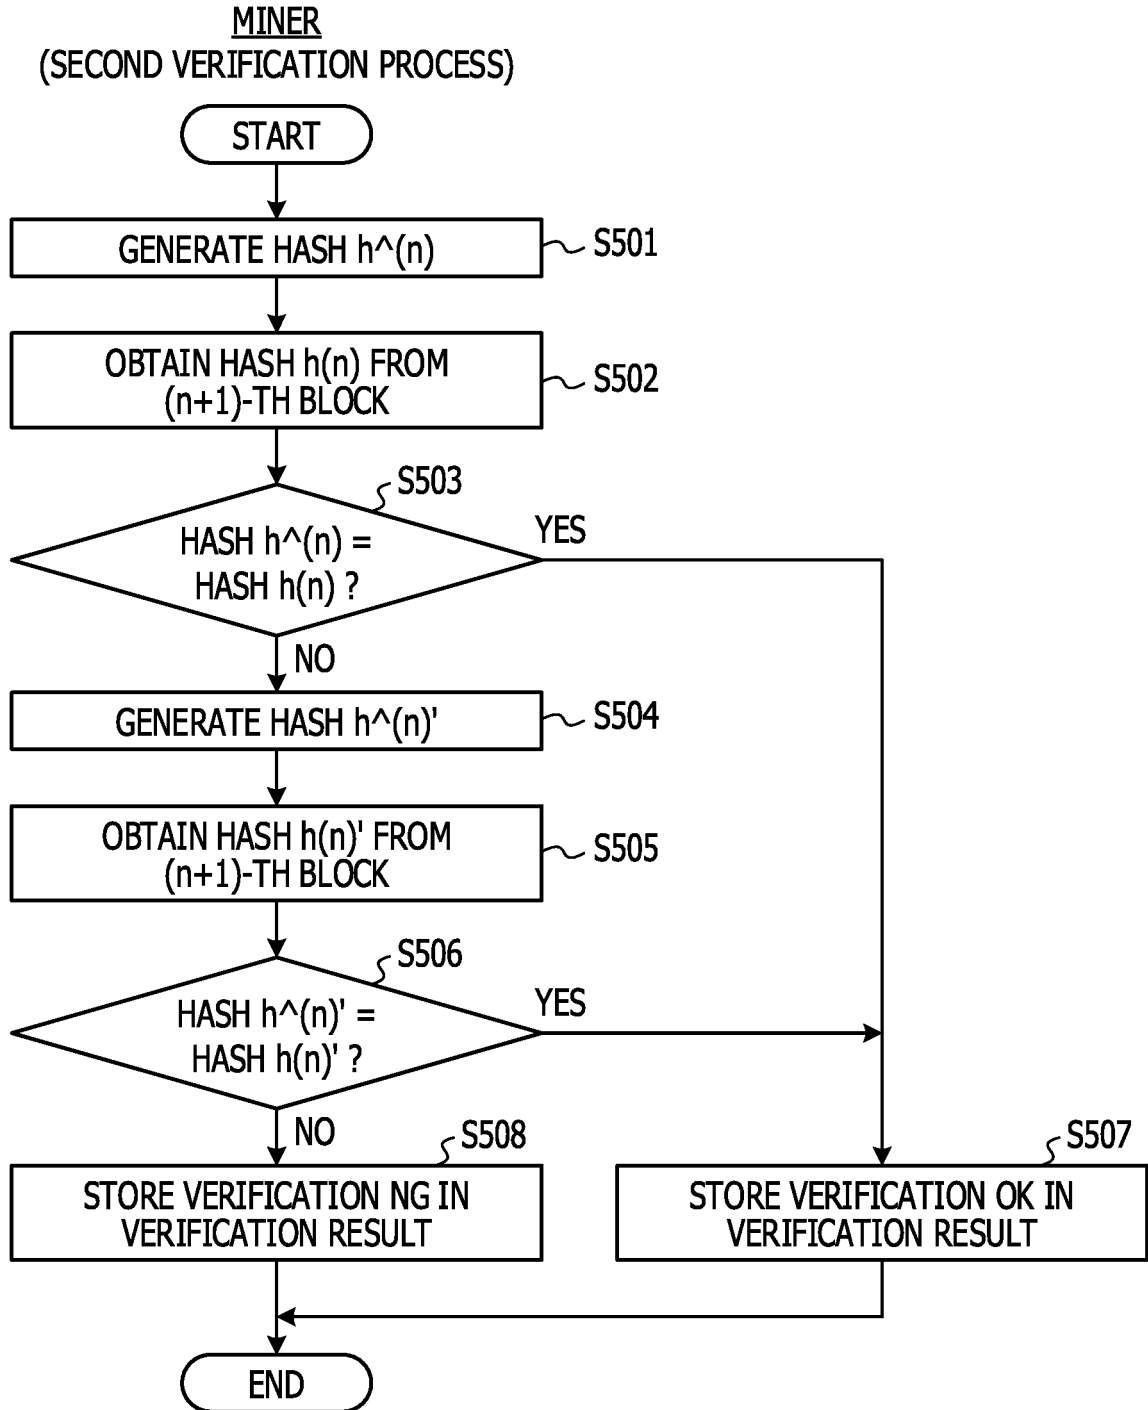 MINER
(SECOND VERIFICATION PROCESS)
START
GENERATE HASH h^(n)
S501
OBTAIN HASH h(n) FROM
(n+1)-TH BLOCK
S502
S503
HASH h^(n) =
HASH h(n) ?
YES
NO
GENERATE HASH h^(n)'
S504
OBTAIN HASH h(n)' FROM
(n+1)-TH BLOCK
S505
S506
HASH h^(n)' =
HASH h(n)' ?
YES
NO
S508
STORE VERIFICATION NG IN
VERIFICATION RESULT
S507
STORE VERIFICATION OK IN
VERIFICATION RESULT
END